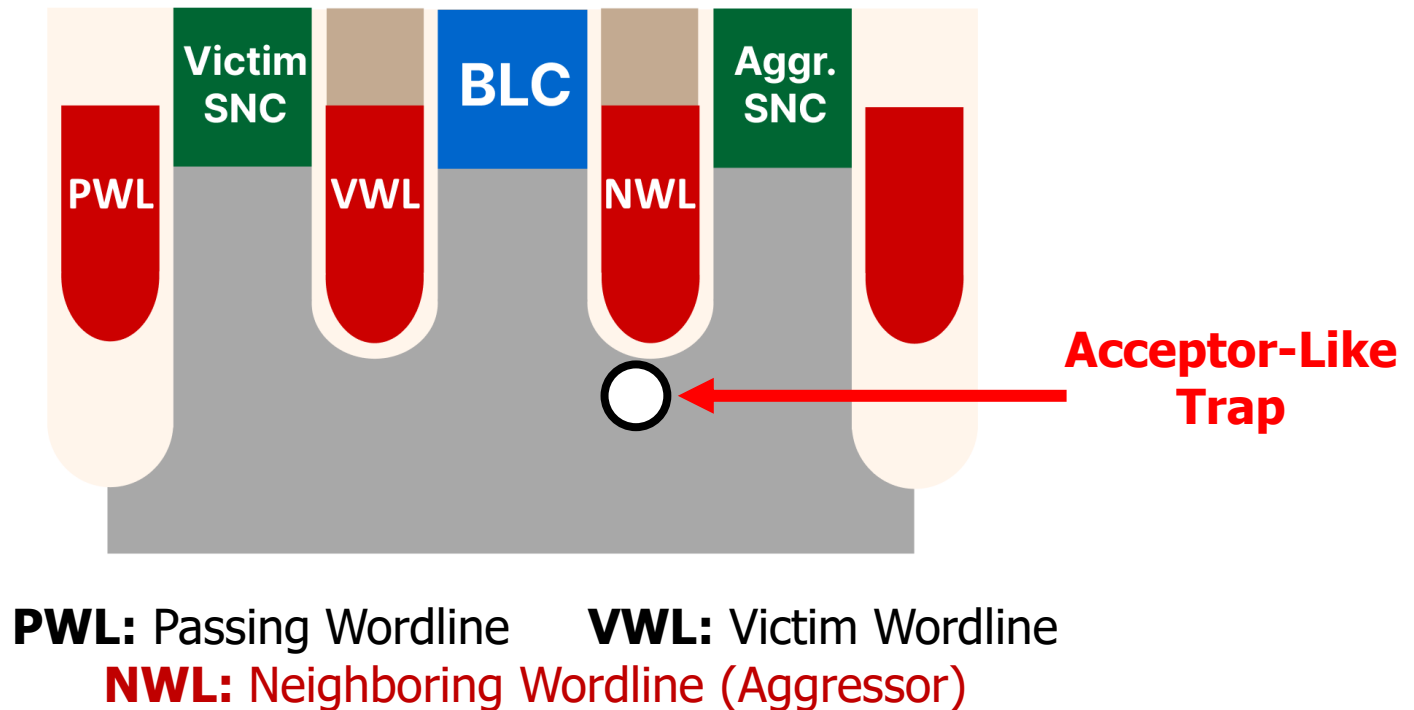 Victim
SNC
BLC
Aggr.
SNC
PWL
VWL
NWL
Acceptor-Like
Trap
PWL: Passing Wordline VWL: Victim Wordline
NWL: Neighboring Wordline (Aggressor)